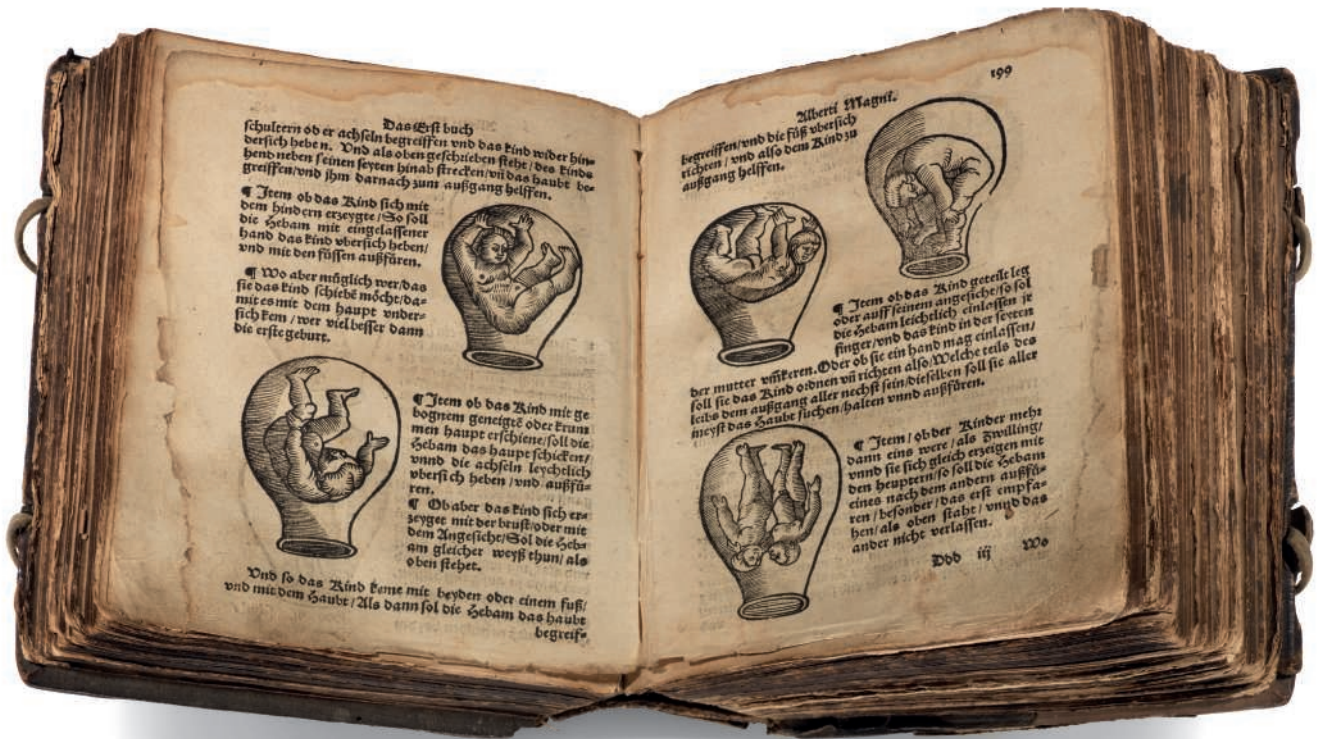 Das Erst buch
schultern ob er achseln begreiffen vnd das kind wider hin-
dersich heben. Vnd als oben geschrieben steht/des kinds
hend neben seinen seyten hinab strecken/vñ das haubt be-
greiffen/vnd ihm darnach zum außgang helffen.
¶ Item ob das Kind sich mit
dem hindern erzeygte/So soll
die Hebam mit eingelassener
hand das kind vbersich heben/
vnd mit den füssen außfüren.
¶ Wo aber müglich wer/das
sie das kind schiebẽ möcht/da-
mit es mit dem haupt vnder-
sich kem/wer viel besser dann
die erste geburt.
¶ Item ob das Kind mit ge
bognem geneigtẽ oder krum
men haupt erschiene/soll die
Hebam das haupt schicken/
vnnd die achseln leychtlich
vbersich heben/vnd außfü-
ren.
¶ Ob aber das kind sich er-
zeyget mit der brust/oder mit
dem Angesicht/Sol die Heb-
am gleicher weyß thun/als
oben stehet.
Vnd so das Kind keme mit beyden oder einem fuß/
vnd mit dem Haubt/Als dann sol die Hebam das haubt
begreif-
199
Alberti Magni.
begreiffen/vnd die füß vbersich
richten/vnd also dem Kind zu
außgang helffen.
¶ Item ob das Kind geteilt leg
oder auff seinem angesicht/so sol
die Hebam leichtlich einlassen je
finger/vnd das kind in der seyten
der mutter vm̃keren. Oder ob sie ein hand mag einlassen/
soll sie das Kind ordnen vñ richten also/Welche teils des
leibs dem außgang aller nechst sein/dieselben soll sie aller
meyst das Haubt suchen/halten vnnd außfüren.
¶ Item/ob der Kinder mehr
dann eins were/als Zwilling/
vnnd sie sich gleich erzeigen mit
den heuptern/so soll die Hebam
eines nach dem andern außfü-
ren/besonder/das erst empfa-
hen/als oben staht/vnnd das
ander nicht verlassen.
Ddd iij Wo